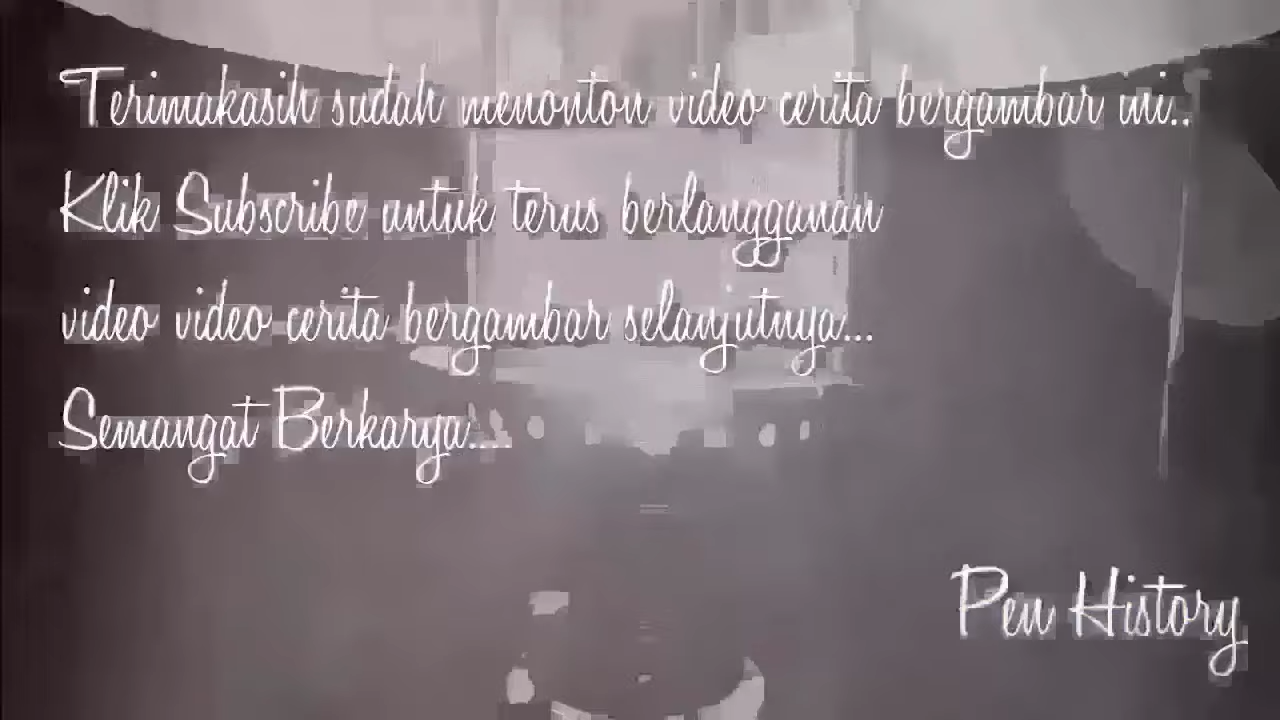 Terimakasih sudah menonton video cerita bergambar ini..
Klik Subscribe untuk terus berlangganan
video video cerita bergambar selanjutnya...
Semangat Berkarya....
Pen History